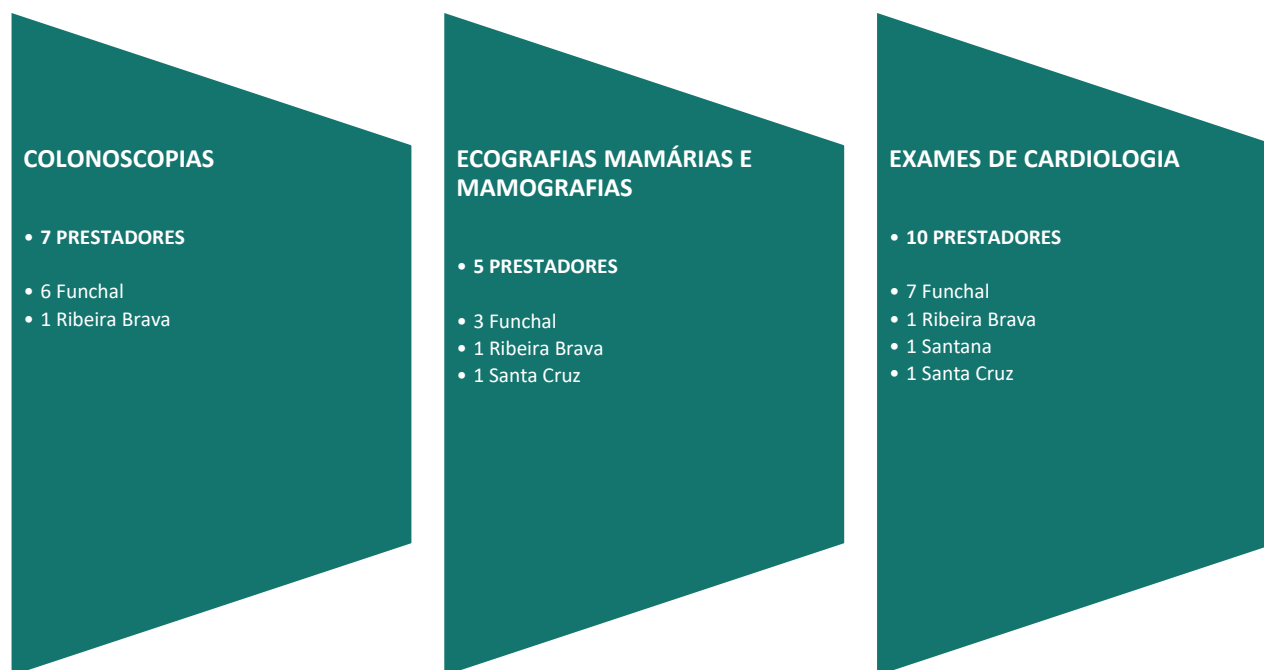 COLONOSCOPIAS
• 7 PRESTADORES
• 6 Funchal
• 1 Ribeira Brava
ECOGRAFIAS MAMÁRIAS E
MAMOGRAFIAS
• 5 PRESTADORES
• 3 Funchal
• 1 Ribeira Brava
• 1 Santa Cruz
EXAMES DE CARDIOLOGIA
• 10 PRESTADORES
• 7 Funchal
• 1 Ribeira Brava
• 1 Santana
• 1 Santa Cruz